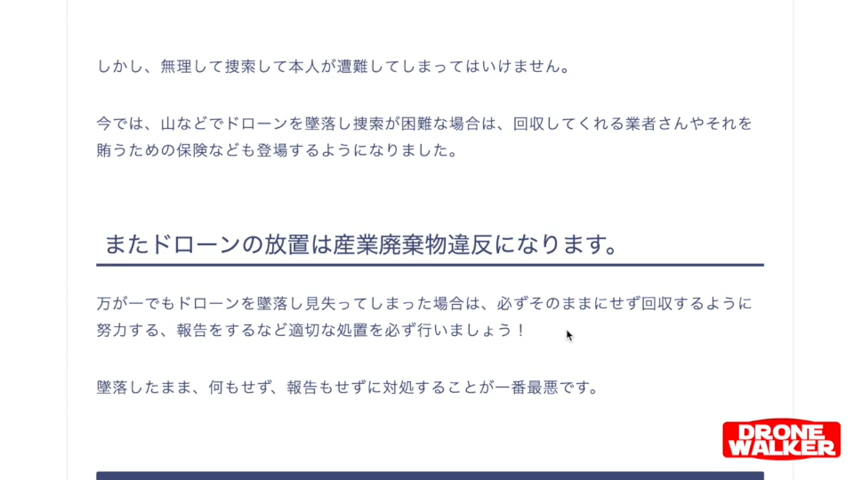 しかし、無理して捜索して本人が遭難してしまってはいけません。
今では、山などでドローンを墜落し捜索が困難な場合は、回収してくれる業者さんやそれを
賄うための保険なども登場するようになりました。
またドローンの放置は産業廃棄物違反になります。
万が一でもドローンを墜落し見失ってしまった場合は、必ずそのままにせず回収するように
努力する、報告をするなど適切な処置を必ず行いましょう！
墜落したまま、何もせず、報告もせずに対処することが一番最悪です。
DRONE
WALKER